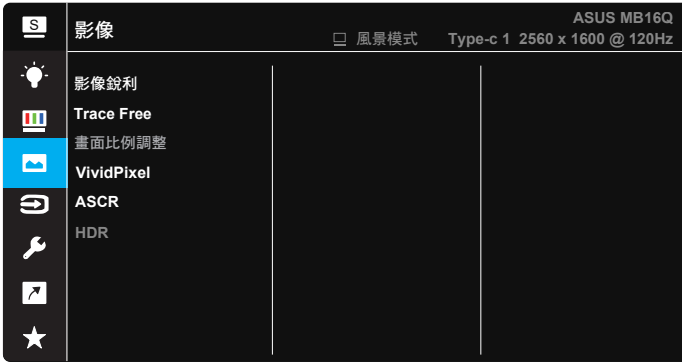 S
影像
ASUS MB16Q
風景模式 Type-c 1 2560 x 1600 @ 120Hz
影像銳利
Trace Free
畫面比例調整
VividPixel
ASCR
HDR